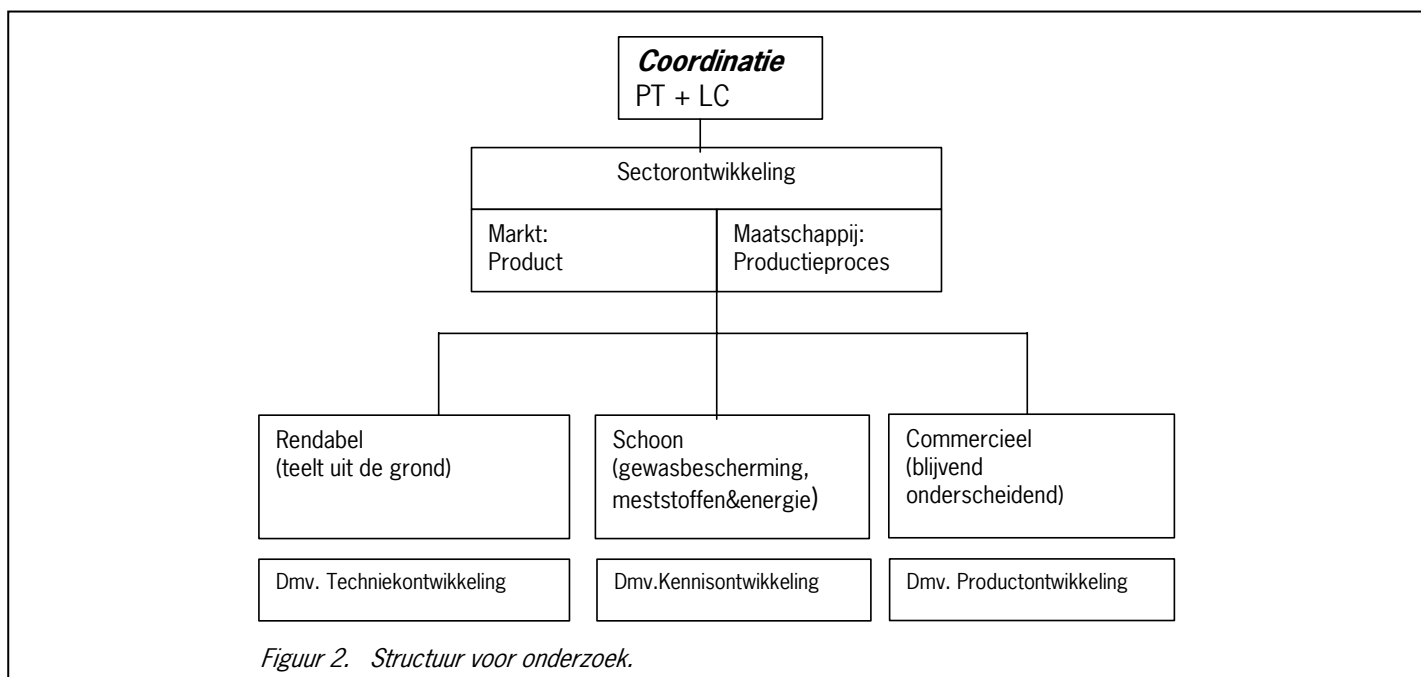 Coordinatie
PT + LC
Sectorontwikkeling
Markt:
Product
Maatschappij:
Productieproces
Rendabel
(teelt uit de grond)
Schoon
(gewasbescherming,
meststoffen&energie)
Commercieel
(blijvend
onderscheidend)
Dmv. Techniekontwikkeling
Dmv.Kennisontwikkeling
Dmv. Productontwikkeling
Figuur 2. Structuur voor onderzoek.